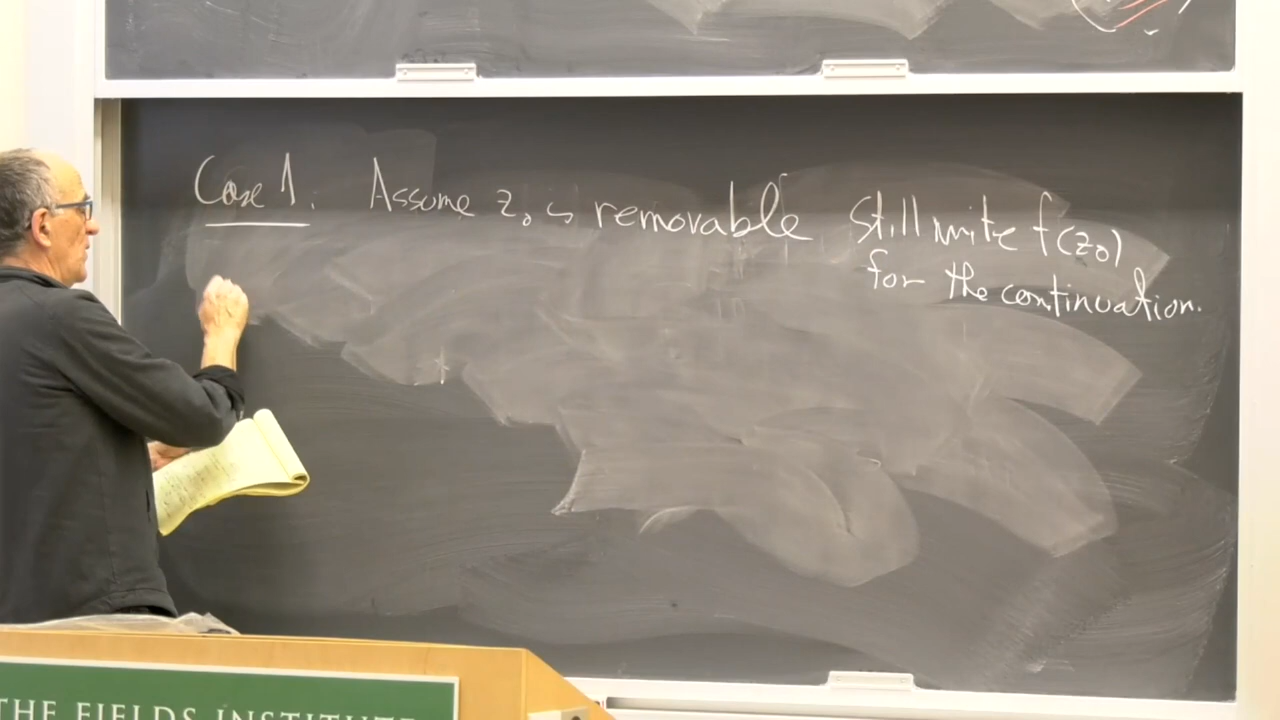 Case 1: Assume z₀ is removable Still write f(z₀)
for the continuation.
THE FIELDS INSTITUTE